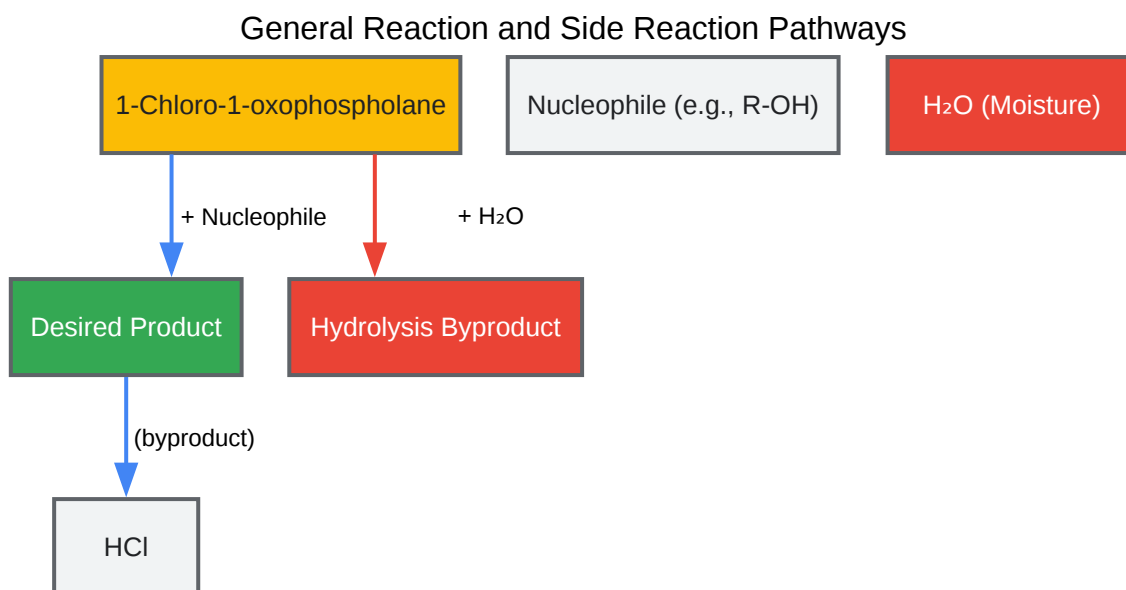 General Reaction and Side Reaction Pathways
1-Chloro-1-oxophospholane
Nucleophile (e.g., R-OH)
H₂O (Moisture)
+ Nucleophile
+ H₂O
Desired Product
Hydrolysis Byproduct
(byproduct)
HCl